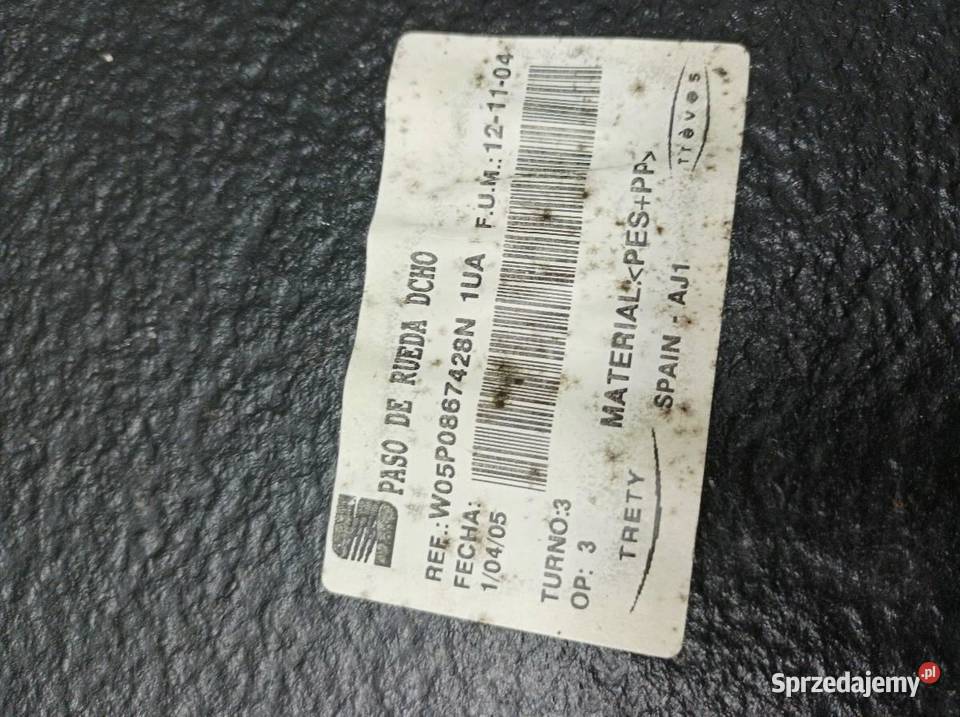 PASO DE RUEDA DCHO
REF.:W05P0867428N 1UA F.U.M.:12-11-04
FECHA:
1/04/05
TURNO:3
OP: 3
MATERIAL:<PES+PP>
TRETY SPAIN - AJ1 Trèves
Sprzedajemy.pl